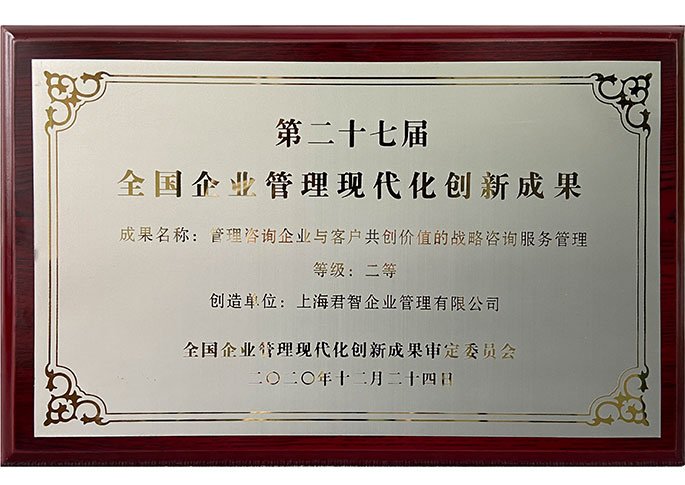 第二十七届
全国企业管理现代化创新成果
成果名称：管理咨询企业与客户共创价值的战略咨询服务管理
等级：二等
创造单位：上海君智企业管理有限公司
全国企业管理现代化创新成果审定委员会
二〇二〇年十二月二十四日